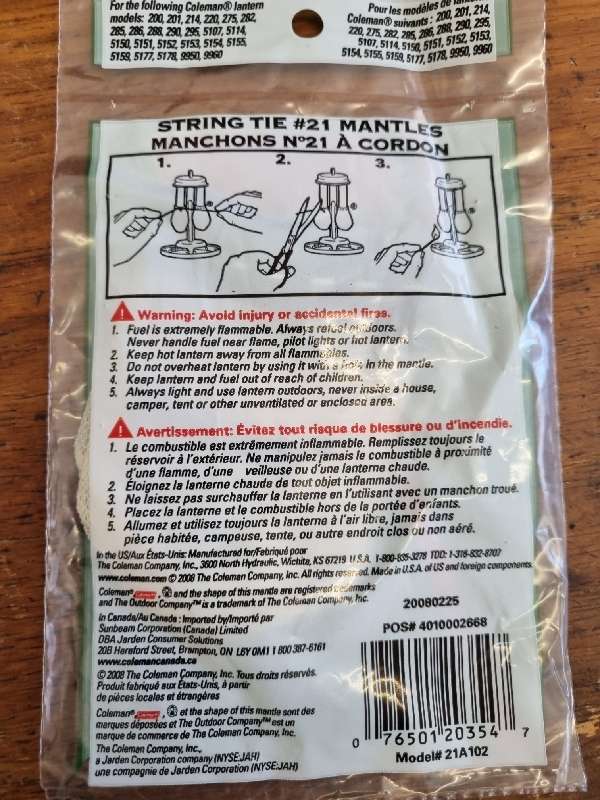 For the following Coleman® lantern
models: 200, 201, 214, 220, 275, 282,
285, 286, 288, 290, 295, 5107, 5114,
5150, 5151, 5152, 5153, 5154, 5155,
5159, 5177, 5178, 9950, 9960
Pour les modèles de
Coleman® suivants : 200, 201, 214,
220, 275, 282, 285, 286, 288, 290, 295,
5107, 5114, 5150, 5151, 5152, 5153,
5154, 5155, 5159, 5177, 5178, 9950, 9960
STRING TIE #21 MANTLES
MANCHONS Nº21 À CORDON
1. 2. 3.
Warning: Avoid injury or accidental fires.
1. Fuel is extremely flammable. Always refuel outdoors.
Never handle fuel near flame, pilot lights or hot lantern.
2. Keep hot lantern away from all flammables.
3. Do not overheat lantern by using it with a hole in the mantle.
4. Keep lantern and fuel out of reach of children.
5. Always light and use lantern outdoors, never inside a house,
camper, tent or other unventilated or enclosed area.
Avertissement: Évitez tout risque de blessure ou d'incendie.
1. Le combustible est extrêmement inflammable. Remplissez toujours le
réservoir à l'extérieur. Ne manipulez jamais le combustible à proximité
d'une flamme, d'une veilleuse ou d'une lanterne chaude.
2. Éloignez la lanterne chaude de tout objet inflammable.
3. Ne laissez pas surchauffer la lanterne en l'utilisant avec un manchon troué.
4. Placez la lanterne et le combustible hors de la portée d'enfants.
5. Allumez et utilisez toujours la lanterne à l'air libre, jamais dans
pièce habitée, campeuse, tente, ou autre endroit clos ou non aéré.
In the US/Aux États-Unis: Manufactured for/Fabriqué pour
The Coleman Company, Inc., 3600 North Hydraulic, Wichita, KS 67219 U.S.A. 1-800-835-3278 TDD: 1-316-832-8707
www.coleman.com © 2008 The Coleman Company, Inc. All rights reserved. Made in U.S.A. of US and foreign components
Coleman® Coleman, ® and the shape of this mantle are registered trademarks
and The Outdoor Company™ is a trademark of The Coleman Company, Inc.
20080225
In Canada/Au Canada : Imported by/Importé par
Sunbeam Corporation (Canada) Limited
DBA Jarden Consumer Solutions
20B Hereford Street, Brampton, ON L6Y 0M1 1 800 387-6161
www.colemancanada.ca
POS# 4010002668
© 2008 The Coleman Company, Inc. Tous droits réservés.
Produit fabriqué aux États-Unis, à partir
de pièces locales et étrangères
Coleman® Coleman, ® et the shape of this mantle sont des
marques déposées et The Outdoor Company™ est un
marque de commerce de The Coleman Company, Inc.
The Coleman Company, Inc.,
a Jarden Corporation company (NYSE:JAH)
une compagnie de Jarden Corporation (NYSE:JAH)
0 76501 20354 7
Model# 21A102